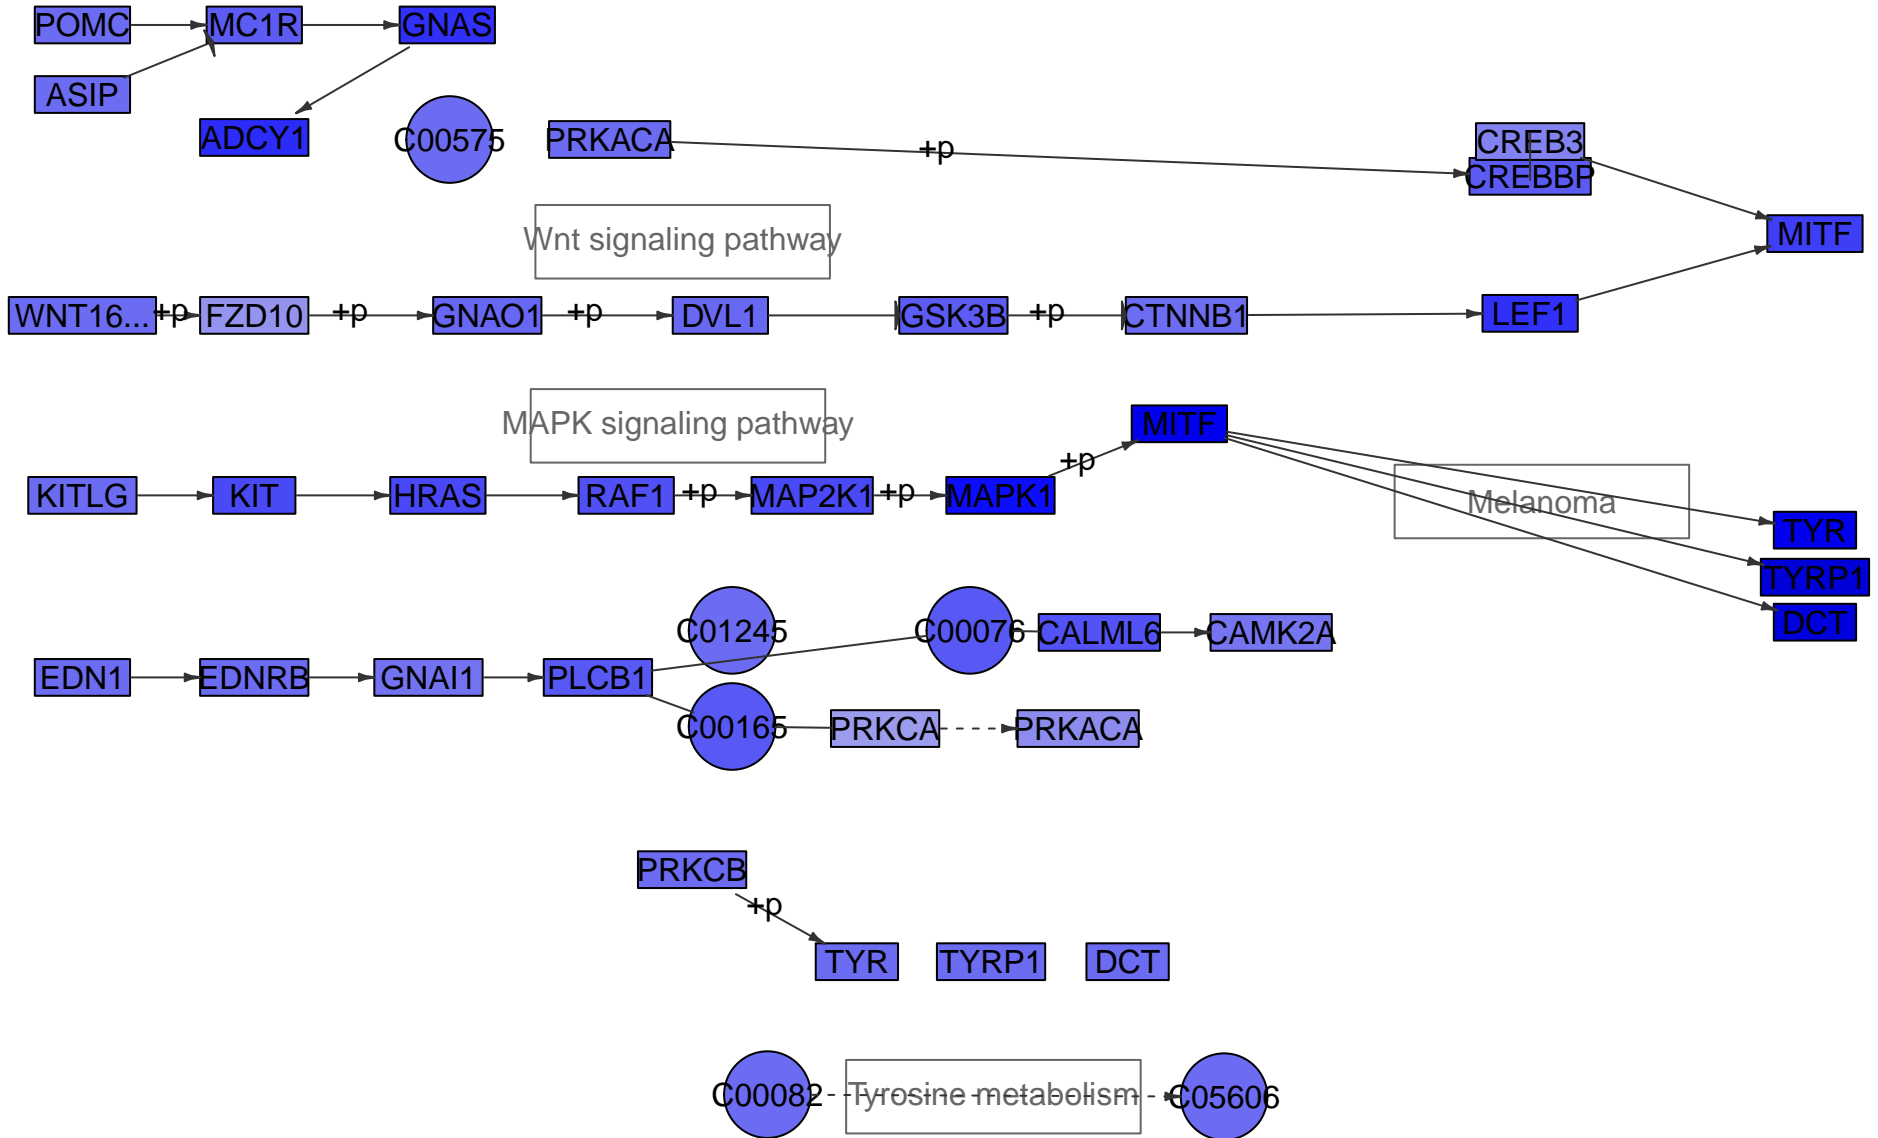 POMC
MC1R
GNAS
ASIP
ADCY1
C00575
PRKACA
+p
CREB3
CREBBP
MITF
Wnt signaling pathway
WNT16...
+p
FZD10
+p
GNAO1
+p
DVL1
GSK3B
+p
CTNNB1
LEF1
MAPK signaling pathway
MITF
KITLG
KIT
HRAS
RAF1
+p
MAP2K1
+p
MAPK1
+p
Melanoma
TYR
TYRP1
DCT
C01245
C00076
CALML6
CAMK2A
EDN1
EDNRB
GNAI1
PLCB1
C00165
PRKCA
PRKACA
PRKCB
+p
TYR
TYRP1
DCT
C00082
Tyrosine metabolism
C05606